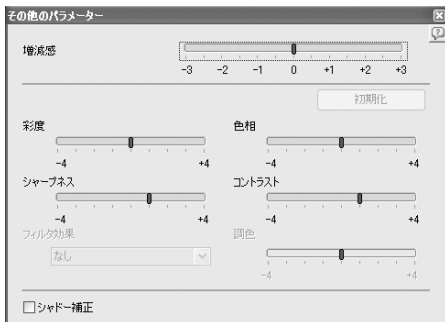 その他のパラメーター
増減感
-3 -2 -1 0 +1 +2 +3
初期化
彩度 色相
-4 +4 -4 +4
シャープネス コントラスト
-4 +4 -4 +4
フィルタ効果 調色
なし
-4 +4
シャドー補正